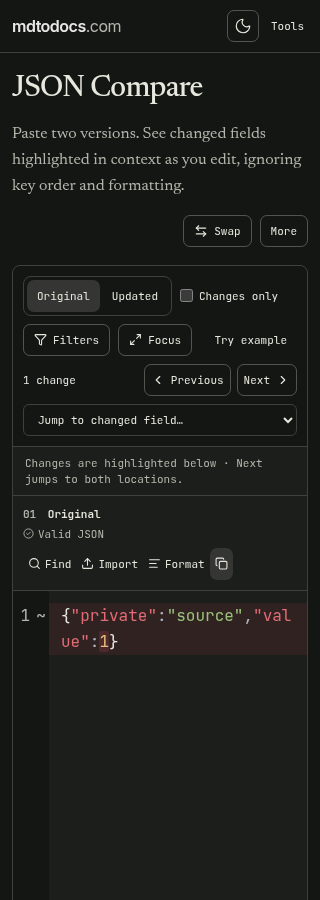 mdtodocs.com
Tools
JSON Compare
Paste two versions. See changed fields
highlighted in context as you edit, ignoring
key order and formatting.
Swap
More
Original
Updated
Changes only
Filters
Focus
Try example
1 change
Previous
Next
Jump to changed field…
Changes are highlighted below · Next
jumps to both locations.
01 Original
Valid JSON
Find
Import
Format
1 ~ {"private":"source","val
ue":1}